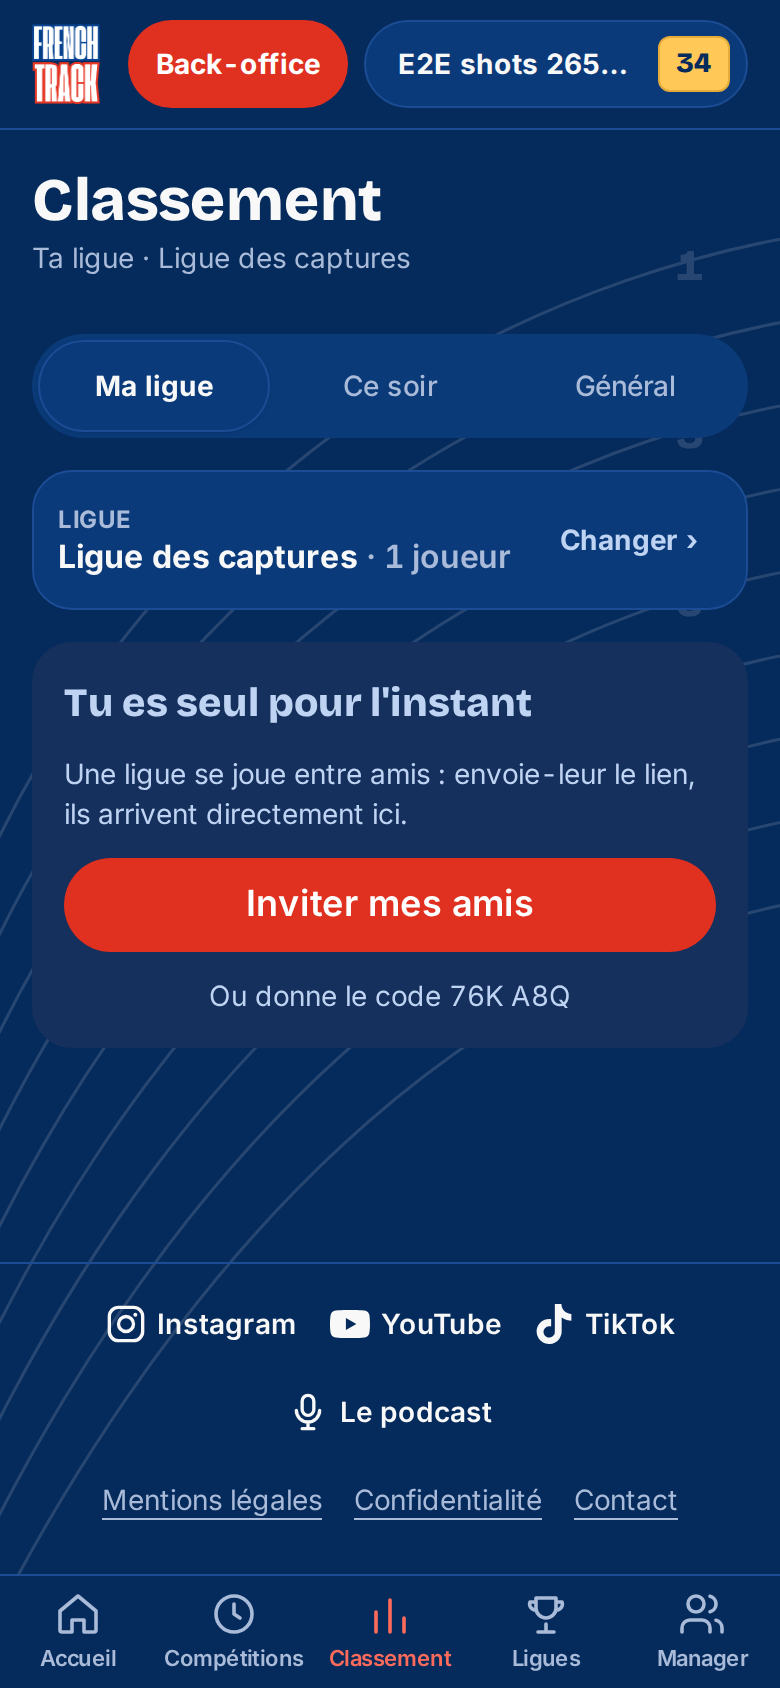 FRENCH
TRACK
Back-office
E2E shots 265...
34
Classement
Ta ligue · Ligue des captures
1
Ma ligue
Ce soir
Général
LIGUE
Ligue des captures · 1 joueur
Changer ›
Tu es seul pour l'instant
Une ligue se joue entre amis : envoie-leur le lien,
ils arrivent directement ici.
Inviter mes amis
Ou donne le code 76K A8Q
Instagram
YouTube
TikTok
Le podcast
Mentions légales
Confidentialité
Contact
Accueil
Compétitions
Classement
Ligues
Manager